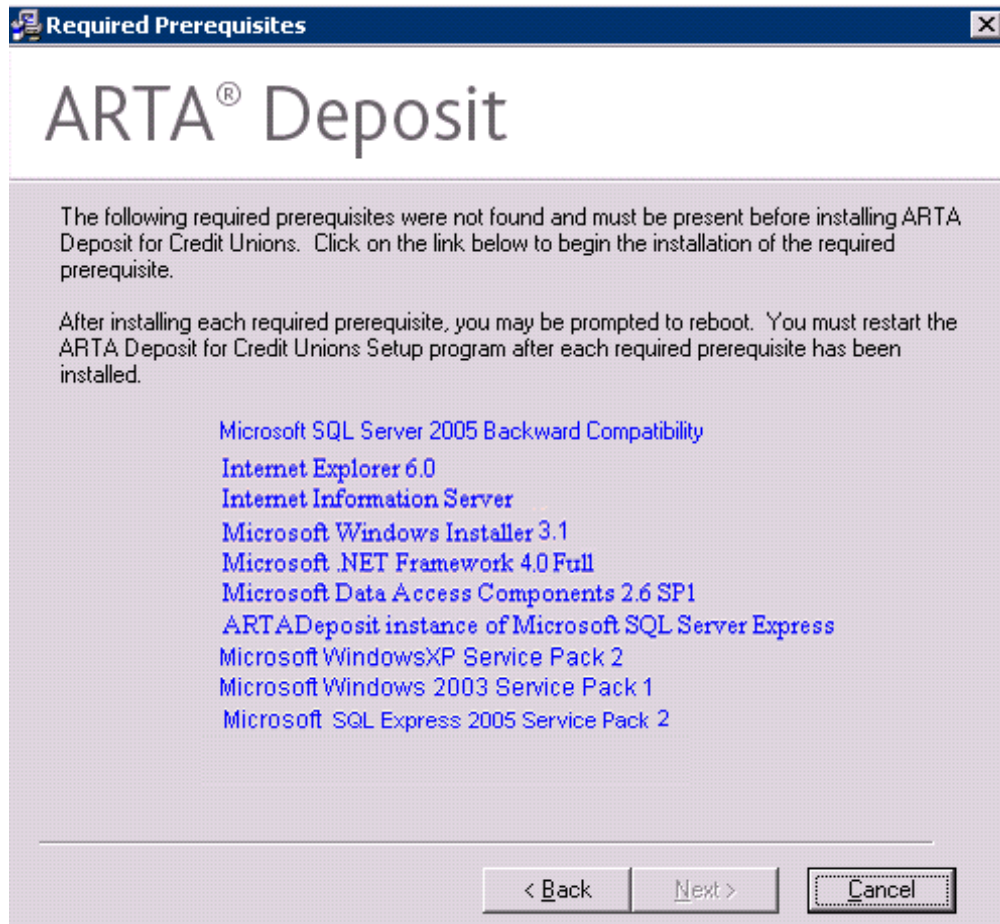 Required Prerequisites
ARTA® Deposit
The following required prerequisites were not found and must be present before installing ARTA
Deposit for Credit Unions. Click on the link below to begin the installation of the required
prerequisite.
After installing each required prerequisite, you may be prompted to reboot. You must restart the
ARTA Deposit for Credit Unions Setup program after each required prerequisite has been
installed.
Microsoft SQL Server 2005 Backward Compatibility
Internet Explorer 6.0
Internet Information Server
Microsoft Windows Installer 3.1
Microsoft .NET Framework 4.0 Full
Microsoft Data Access Components 2.6 SP1
ARTADeposit instance of Microsoft SQL Server Express
Microsoft WindowsXP Service Pack 2
Microsoft Windows 2003 Service Pack 1
Microsoft SQL Express 2005 Service Pack 2
< Back Next > Cancel